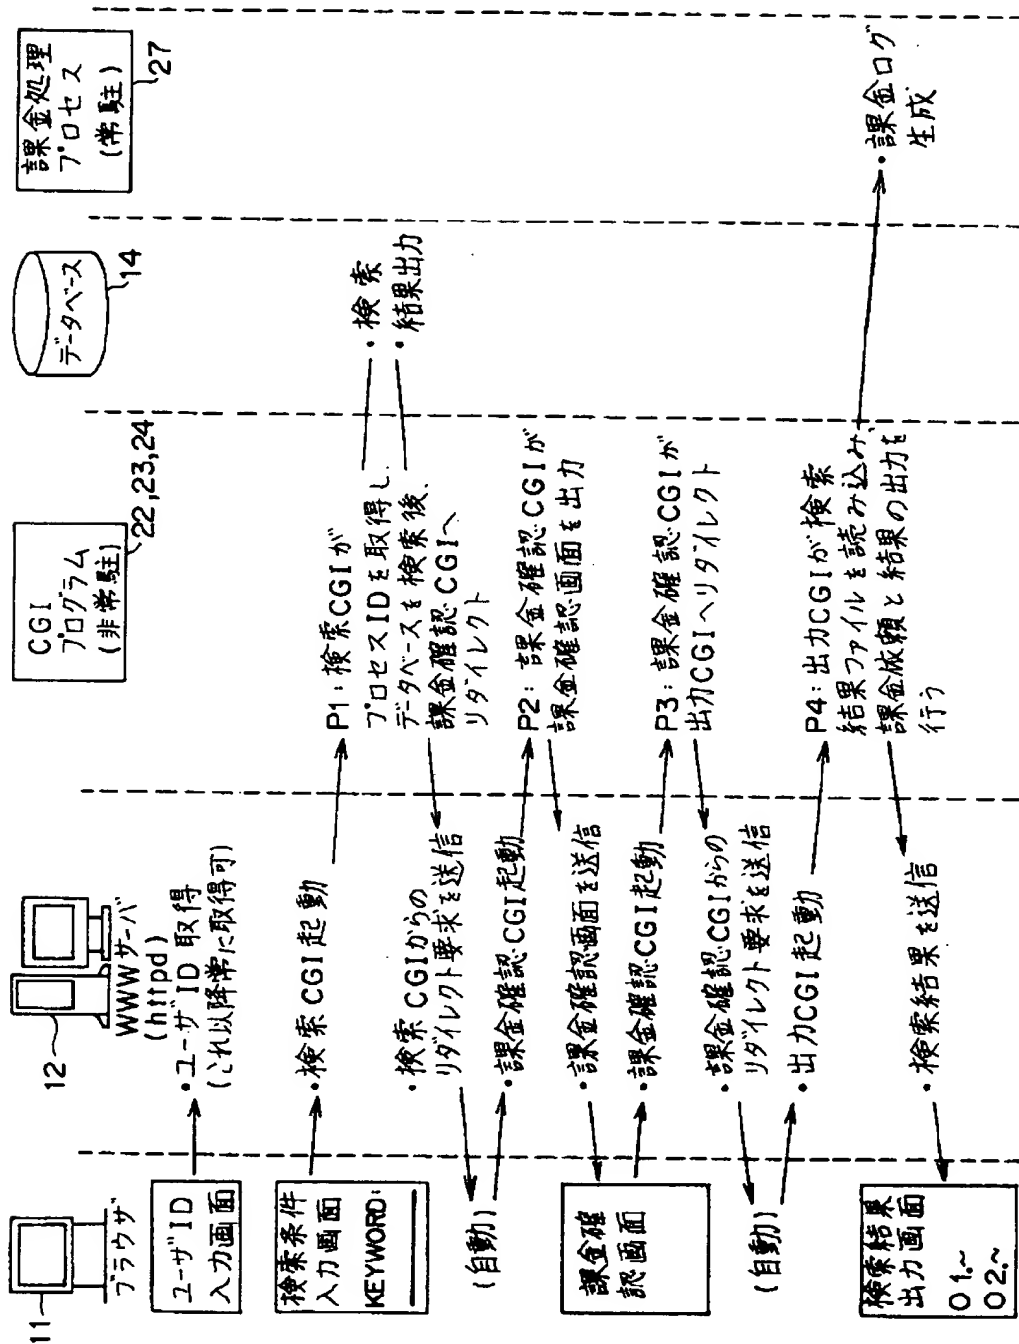 11
ブラウザ
12
WWWサーバ
(httpd)
CGI
プログラム
(非常駐)
22,23,24
データベース
14
課金処理
プロセス
(常駐)
27
ユーザID
入力画面
・ユーザID取得
(これ以降常に取得可)
検索条件
入力画面
KEYWORD:
・検索CGI起動
P1:検索CGIが
プロセスIDを取得し、
データベースを検索後、
課金確認CGIへ
リダイレクト
・検索
・結果出力
・検索CGIからの
リダイレクト要求を送信
(自動)
・課金確認CGI起動
P2:課金確認CGIが
課金確認画面を出力
・課金確認画面を送信
課金確
認画面
・課金確認CGI起動
P3:課金確認CGIが
出力CGIへリダイレクト
・課金確認CGIからの
リダイレクト要求を送信
(自動)
・出力CGI起動
P4:出力CGIが検索
結果ファイルを読み込み、
課金依頼と結果の出力を
行う
・課金ログ
生成
・検索結果を送信
検索結果
出力画面
01.~
02.~